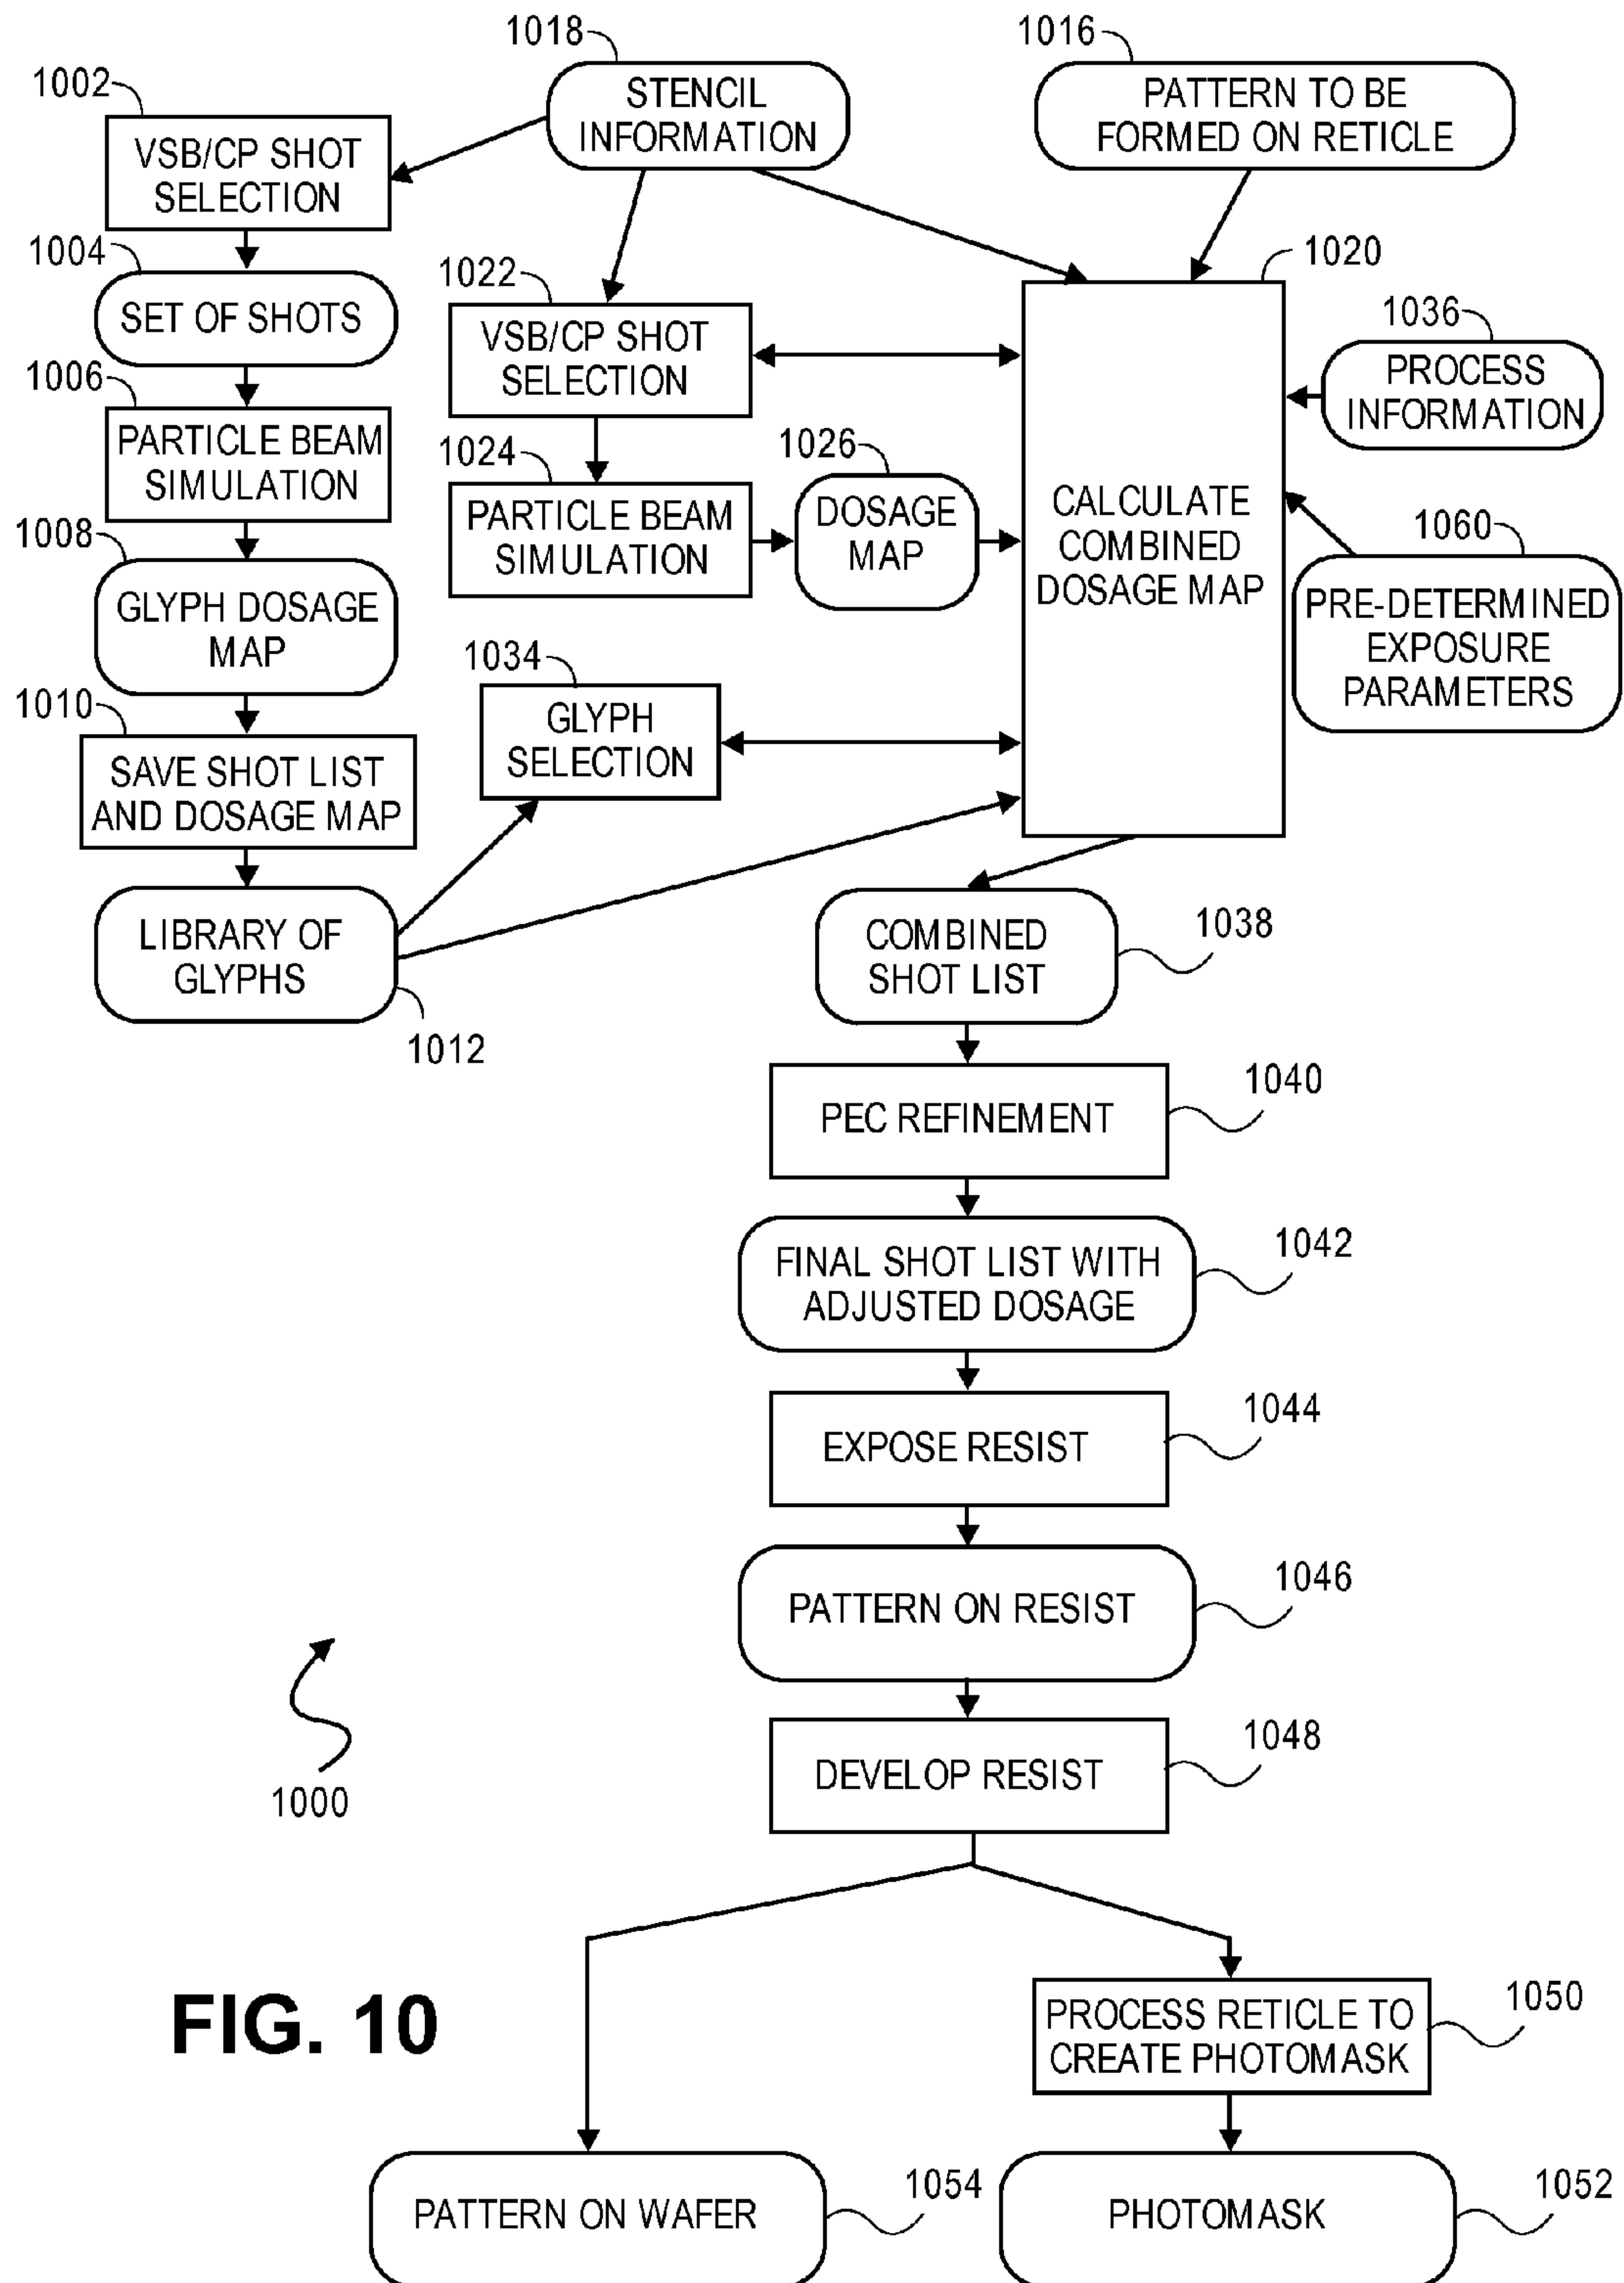 1018
STENCIL
INFORMATION
1016
PATTERN TO BE
FORMED ON RETICLE
1002
VSB/CP SHOT
SELECTION
1004
SET OF SHOTS
1006
PARTICLE BEAM
SIMULATION
1008
GLYPH DOSAGE
MAP
1010
SAVE SHOT LIST
AND DOSAGE MAP
LIBRARY OF
GLYPHS
1012
1022
VSB/CP SHOT
SELECTION
1024
PARTICLE BEAM
SIMULATION
1026
DOSAGE
MAP
1034
GLYPH
SELECTION
1020
CALCULATE
COMBINED
DOSAGE MAP
1036
PROCESS
INFORMATION
1060
PRE-DETERMINED
EXPOSURE
PARAMETERS
COMBINED
SHOT LIST
1038
PEC REFINEMENT
1040
FINAL SHOT LIST WITH
ADJUSTED DOSAGE
1042
EXPOSE RESIST
1044
PATTERN ON RESIST
1046
DEVELOP RESIST
1048
1000
FIG. 10
PROCESS RETICLE TO
CREATE PHOTOMASK
1050
PATTERN ON WAFER
1054
PHOTOMASK
1052